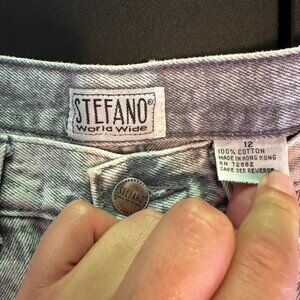 STEFANO®
World Wide
12
100% COTTON
MADE IN HONG KONG
RN 72882
CARE SEE REVERSE